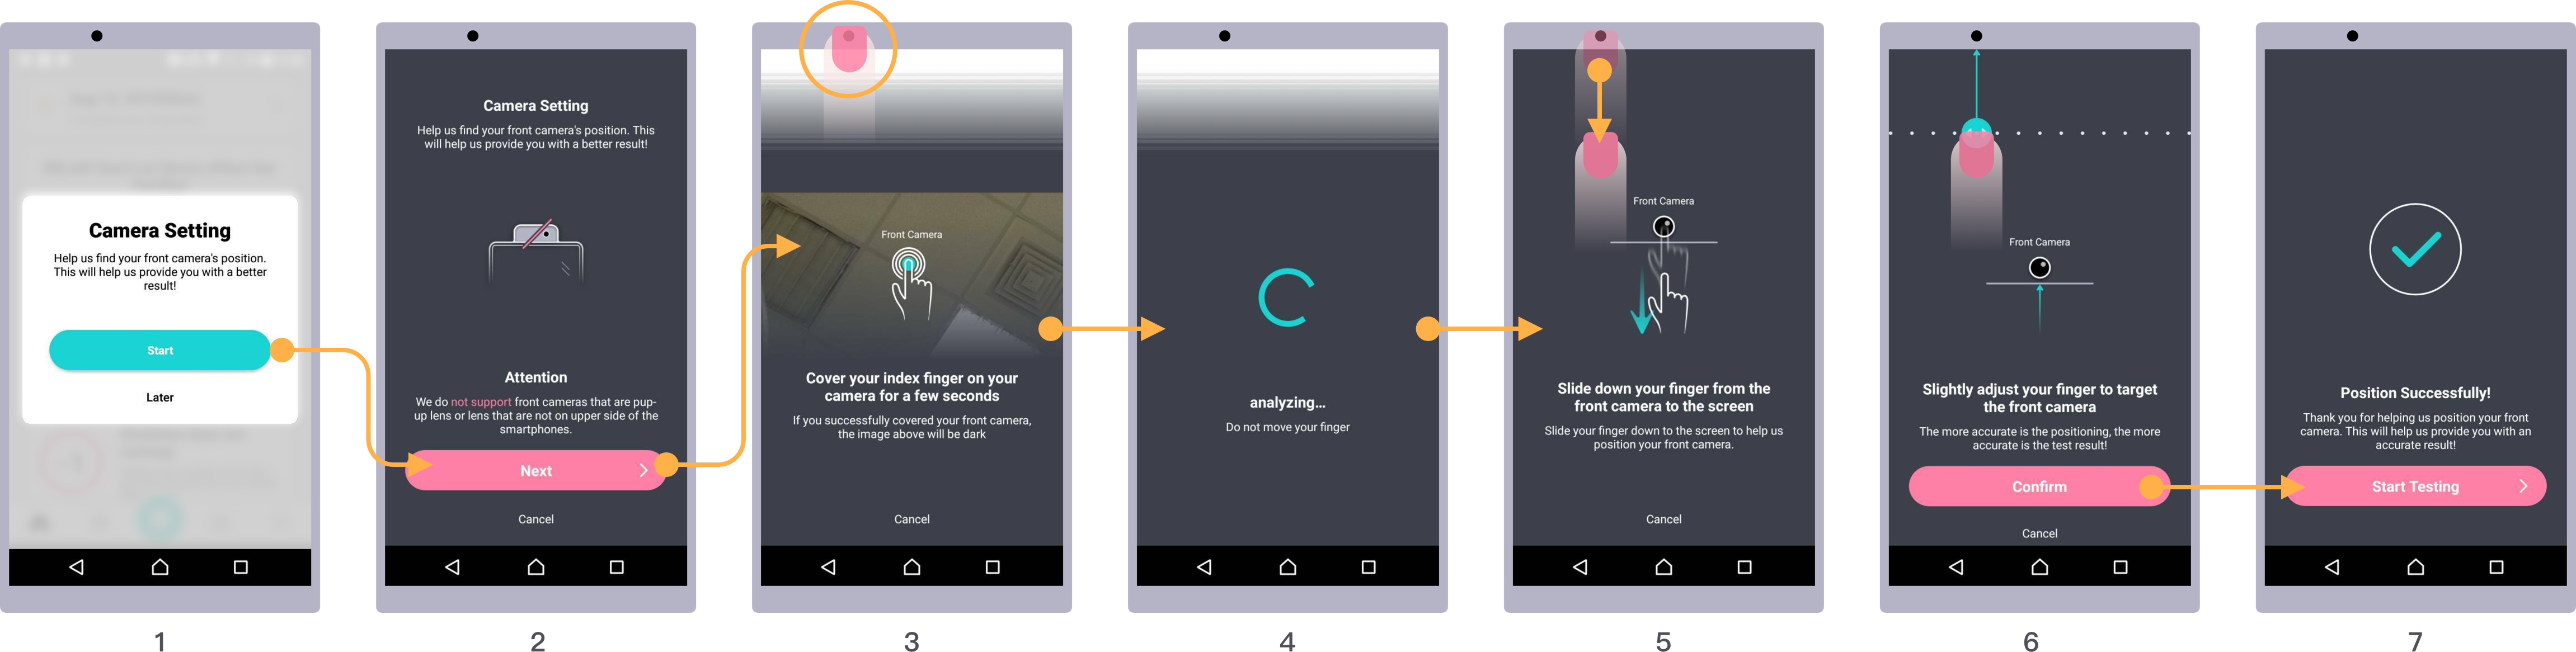 Camera Setting
Help us find your front camera's position.
This will help us provide you with a better
result!
Start
Later
1
Camera Setting
Help us find your front camera's position. This
will help us provide you with a better result!
Attention
We do not support front cameras that are pup-
up lens or lens that are not on upper side of the
smartphones.
Next
Cancel
2
Front Camera
Cover your index finger on your
camera for a few seconds
If you successfully covered your front camera,
the image above will be dark
Cancel
3
analyzing...
Do not move your finger
4
Front Camera
Slide down your finger from the
front camera to the screen
Slide your finger down to the screen to help us
position your front camera.
Cancel
5
Front Camera
Slightly adjust your finger to target
the front camera
The more accurate is the positioning, the more
accurate is the test result!
Confirm
Cancel
6
Position Successfully!
Thank you for helping us position your front
camera. This will help us provide you with an
accurate result!
Start Testing
7